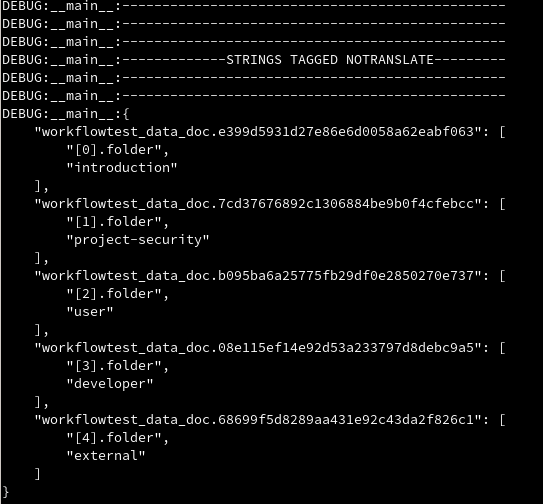 DEBUG:__main__:-----------------------------------------------
DEBUG:__main__:-----------------------------------------------
DEBUG:__main__:-----------------------------------------------
DEBUG:__main__:-------------STRINGS TAGGED NOTRANSLATE---------
DEBUG:__main__:-----------------------------------------------
DEBUG:__main__:-----------------------------------------------
DEBUG:__main__:{
    "workflowtest_data_doc.e399d5931d27e86e6d0058a62eabf063": [
        "[0].folder",
        "introduction"
    ],
    "workflowtest_data_doc.7cd37676892c1306884be9b0f4cfebcc": [
        "[1].folder",
        "project-security"
    ],
    "workflowtest_data_doc.b095ba6a25775fb29df0e2850270e737": [
        "[2].folder",
        "user"
    ],
    "workflowtest_data_doc.08e115ef14e92d53a233797d8debc9a5": [
        "[3].folder",
        "developer"
    ],
    "workflowtest_data_doc.68699f5d8289aa431e92c43da2f826c1": [
        "[4].folder",
        "external"
    ]
}